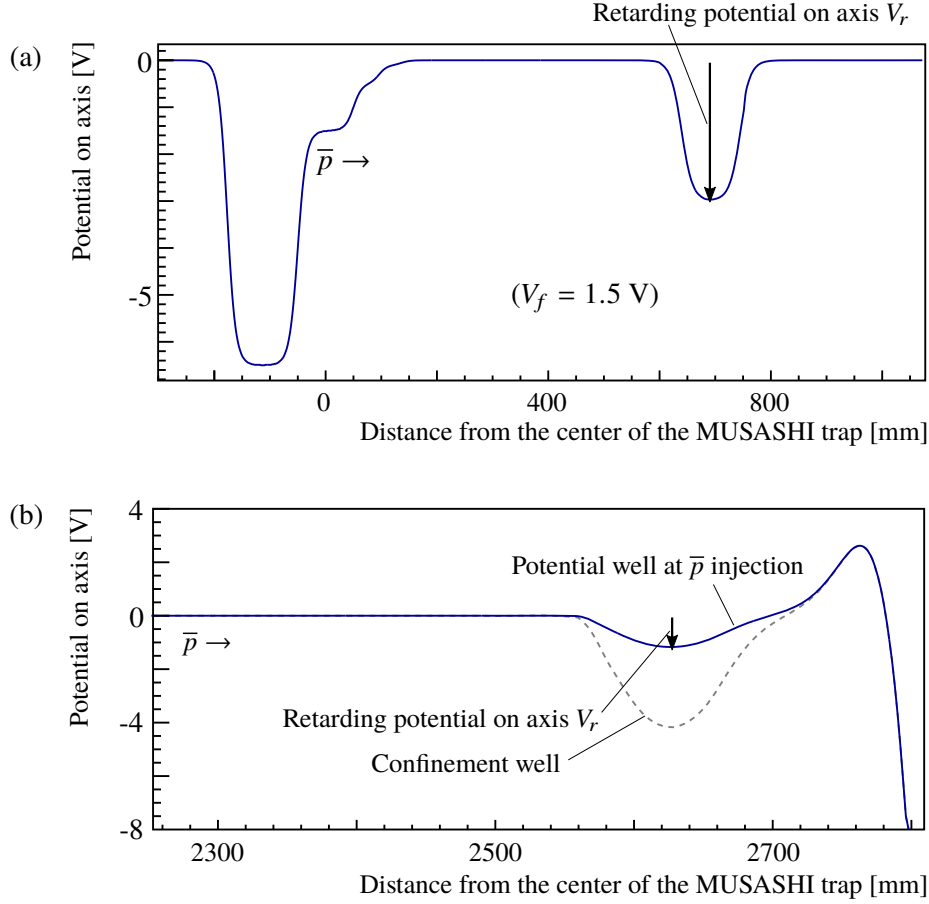 Retarding potential on axis V_r
(a)
Potential on axis [V]
0
-5
p̅ →
(V_f = 1.5 V)
0 400 800
Distance from the center of the MUSASHI trap [mm]
(b)
Potential on axis [V]
4
0
-4
-8
Potential well at p̅ injection
p̅ →
Retarding potential on axis V_r
Confinement well
2300 2500 2700
Distance from the center of the MUSASHI trap [mm]